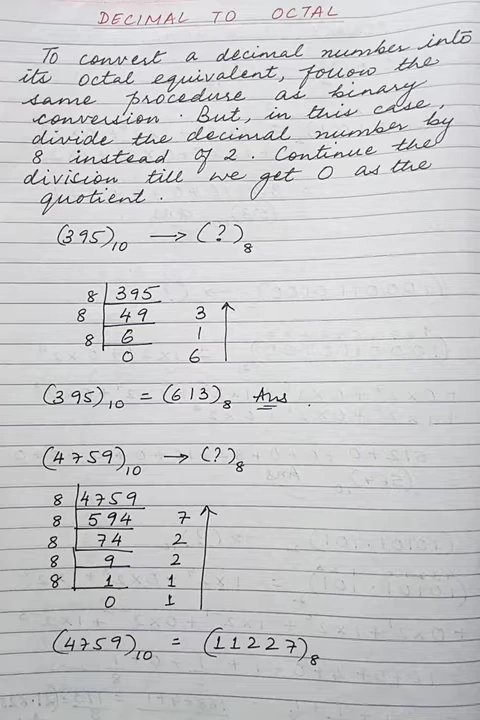 DECIMAL TO OCTAL
To convert a decimal number into
its octal equivalent, follow the
same procedure as binary
conversion. But, in this case,
divide the decimal number by
8 instead of 2. Continue the
division till we get 0 as the
quotient.
(395)₁₀ → (?)₈
8 395
8 49 3
8 6 1
0 6
(395)₁₀ = (613)₈ Ans.
(4759)₁₀ → (?)₈
8 4759
8 594 7
8 74 2
8 9 2
8 1 1
0 1
(4759)₁₀ = (11227)₈